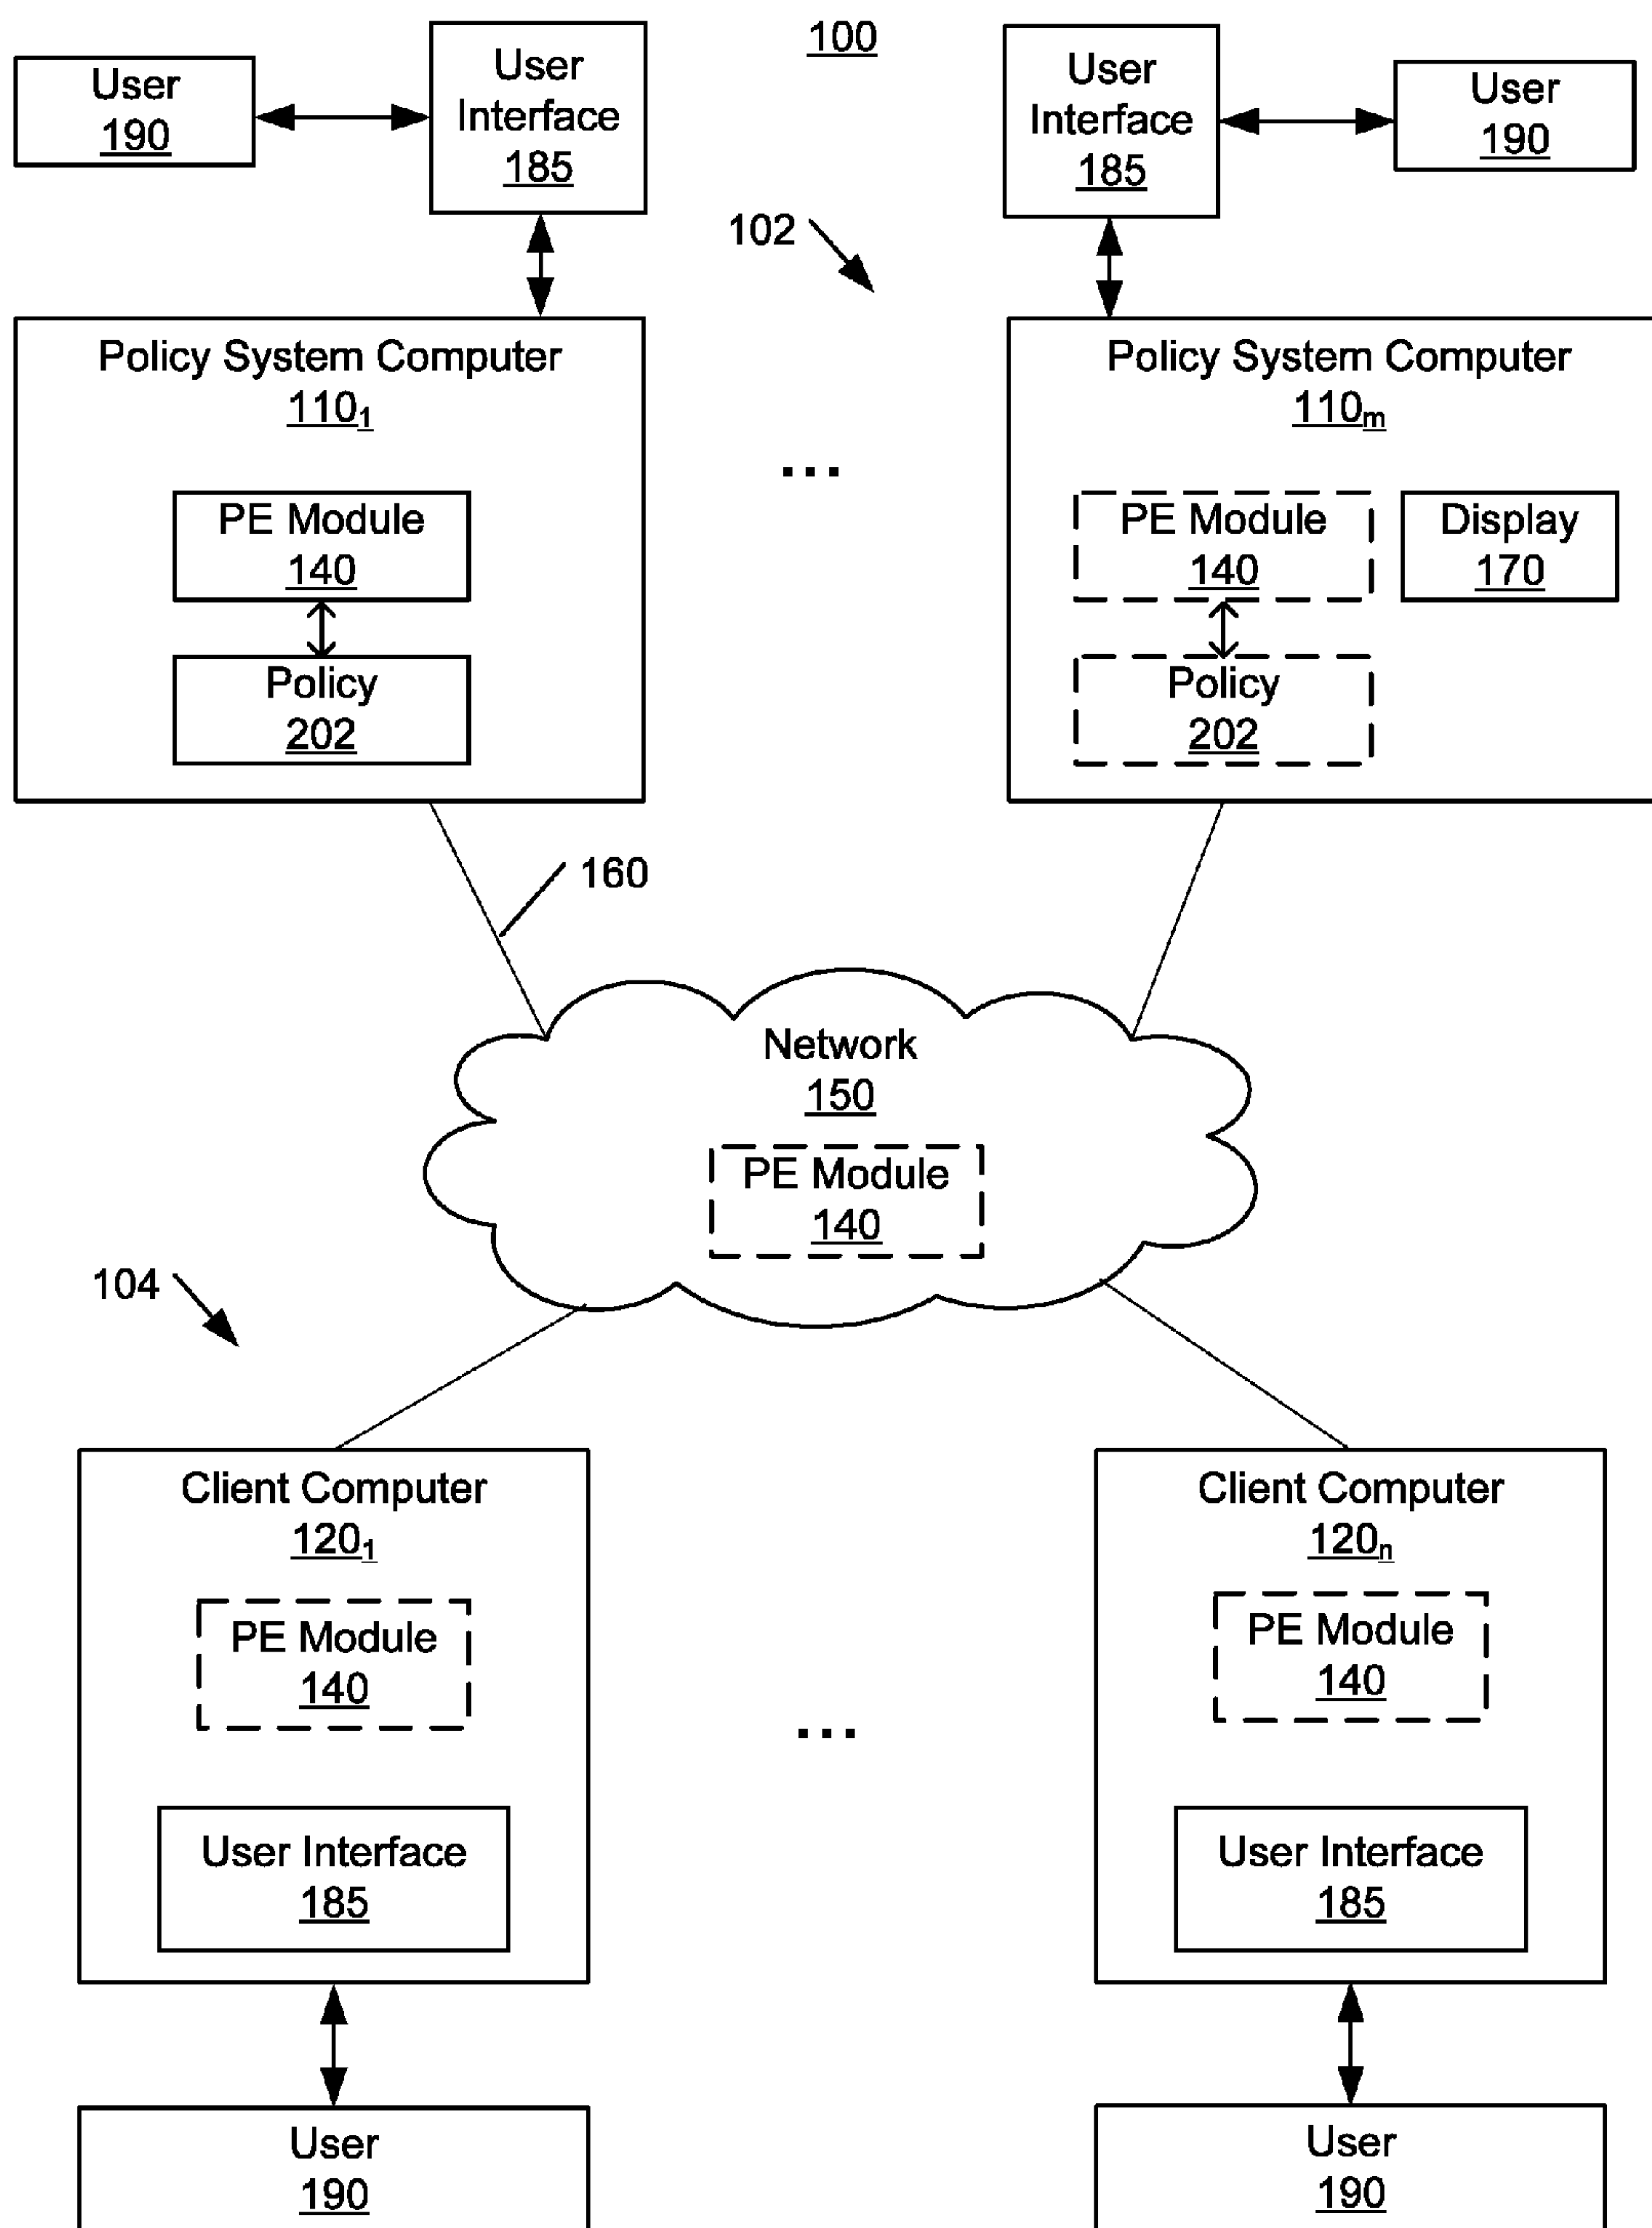 100
User
190
User
Interface
185
User
Interface
185
User
190
102
Policy System Computer
110₁
PE Module
140
Policy
202
...
Policy System Computer
110ₘ
PE Module
140
Display
170
Policy
202
160
Network
150
PE Module
140
104
Client Computer
120₁
PE Module
140
User Interface
185
...
Client Computer
120ₙ
PE Module
140
User Interface
185
User
190
User
190